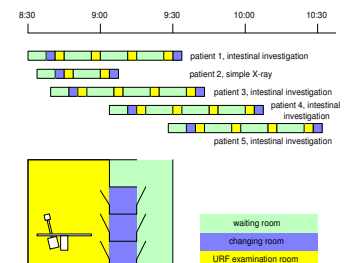 8:30 9:00 9:30 10:00 10:30
patient 1, intestinal investigation
patient 2, simple X-ray
patient 3, intestinal investigation
patient 4, intestinal
investigation
patient 5, intestinal investigation
waiting room
changing room
URF examination room